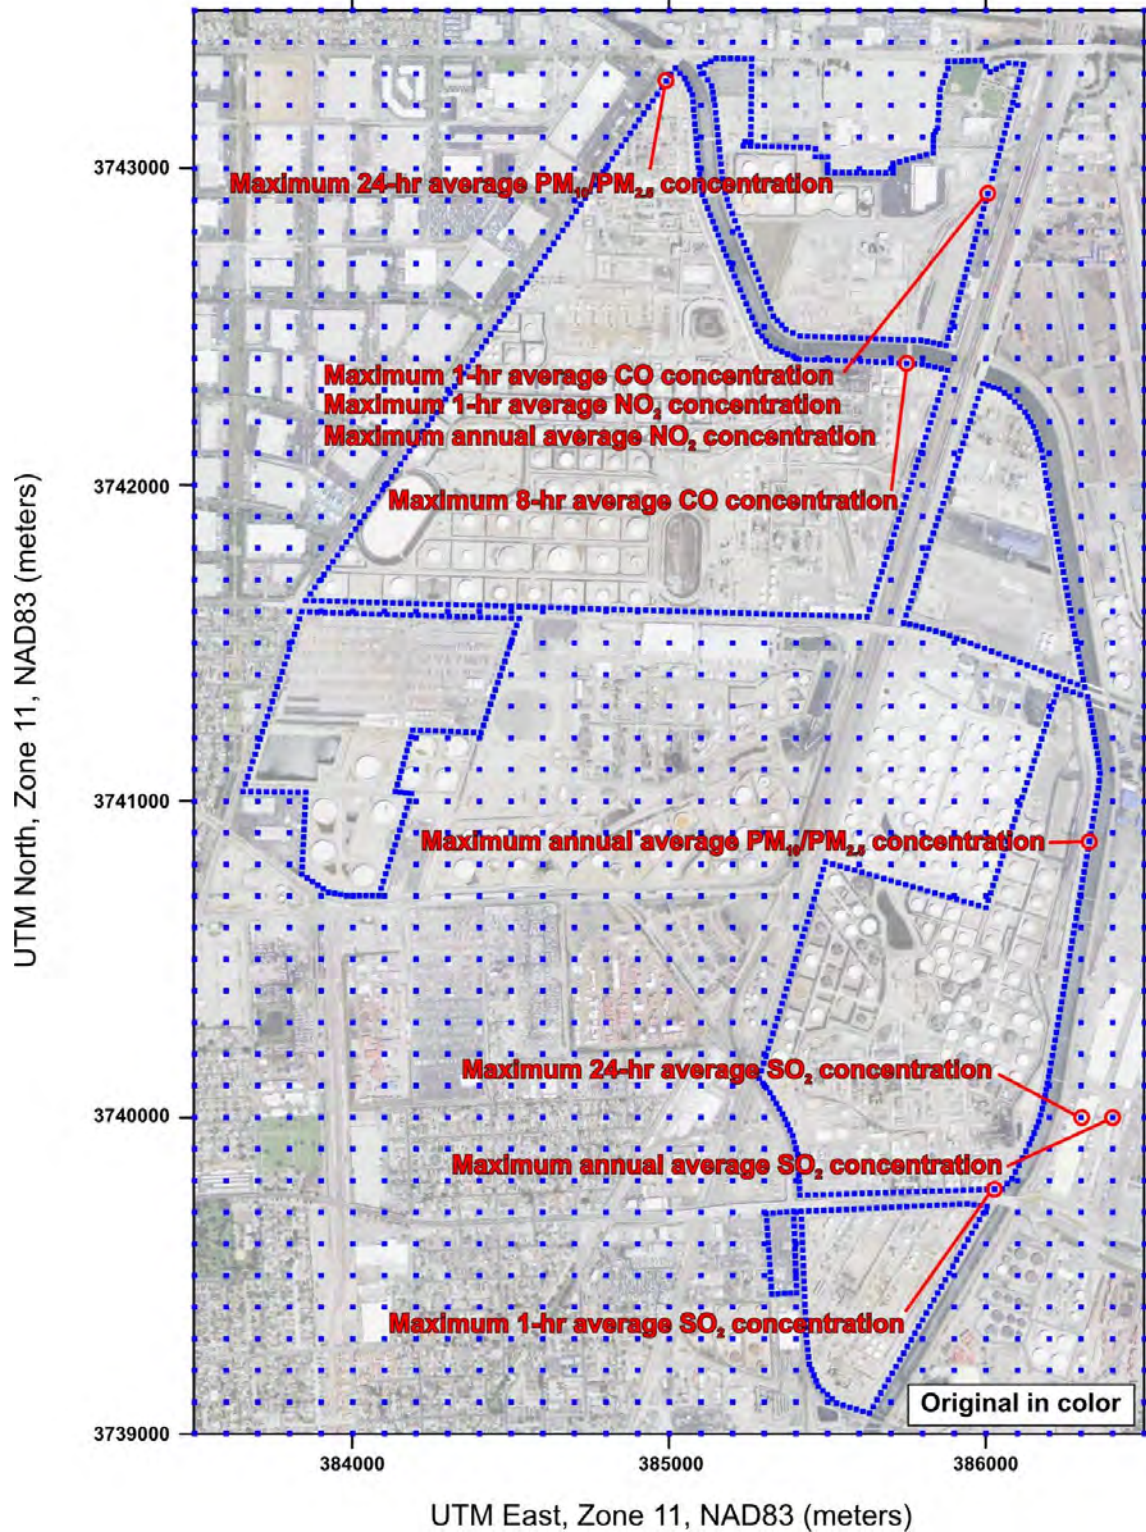 3743000
Maximum 24-hr average PM₁₀/PM₂.₅ concentration
Maximum 1-hr average CO concentration
Maximum 1-hr average NO₂ concentration
Maximum annual average NO₂ concentration
3742000
Maximum 8-hr average CO concentration
UTM North, Zone 11, NAD83 (meters)
3741000
Maximum annual average PM₁₀/PM₂.₅ concentration
Maximum 24-hr average SO₂ concentration
3740000
Maximum annual average SO₂ concentration
Maximum 1-hr average SO₂ concentration
Original in color
3739000
384000 385000 386000
UTM East, Zone 11, NAD83 (meters)